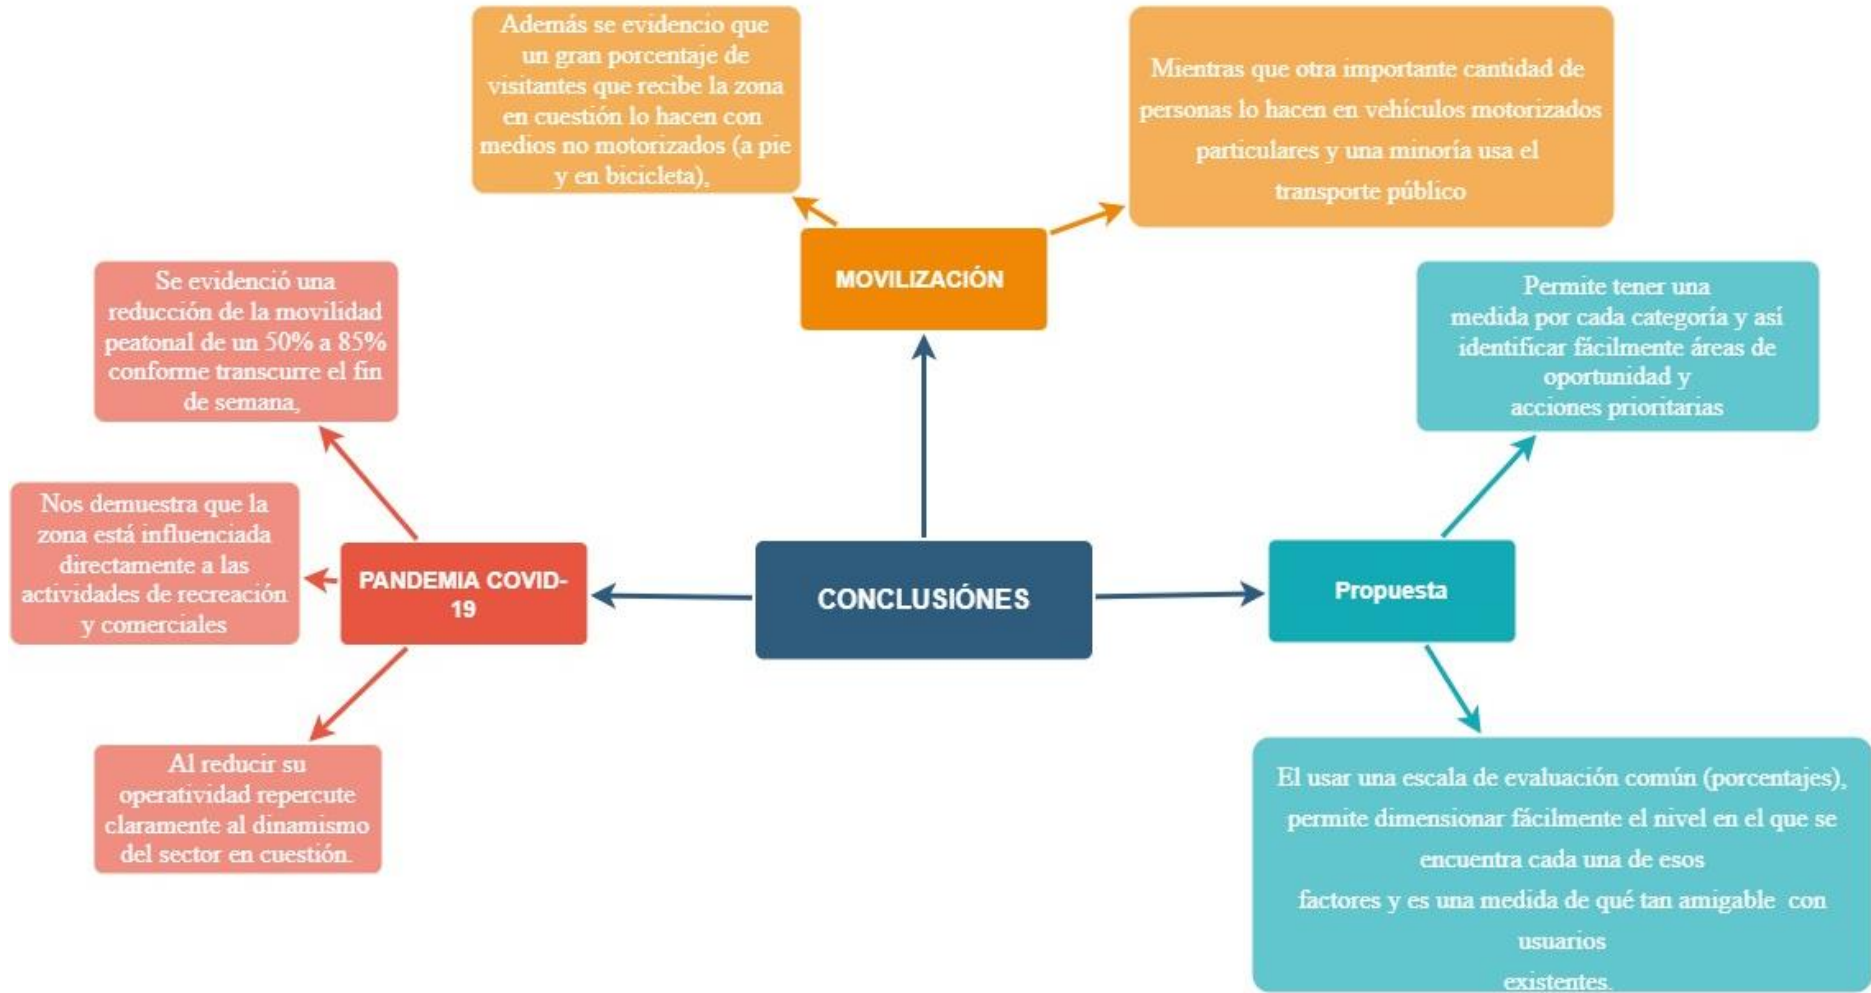 Además se evidencio que
un gran porcentaje de
visitantes que recibe la zona
en cuestión lo hacen con
medios no motorizados (a pie
y en bicicleta),
Mientras que otra importante cantidad de
personas lo hacen en vehículos motorizados
particulares y una minoría usa el
transporte público
MOVILIZACIÓN
Se evidenció una
reducción de la movilidad
peatonal de un 50% a 85%
conforme transcurre el fin
de semana,
Permite tener una
medida por cada categoría y así
identificar fácilmente áreas de
oportunidad y
acciones prioritarias
Nos demuestra que la
zona está influenciada
directamente a las
actividades de recreación
y comerciales
PANDEMIA COVID-
19
CONCLUSIÓNES
Propuesta
Al reducir su
operatividad repercute
claramente al dinamismo
del sector en cuestión.
El usar una escala de evaluación común (porcentajes),
permite dimensionar fácilmente el nivel en el que se
encuentra cada una de esos
factores y es una medida de qué tan amigable con
usuarios
existentes.